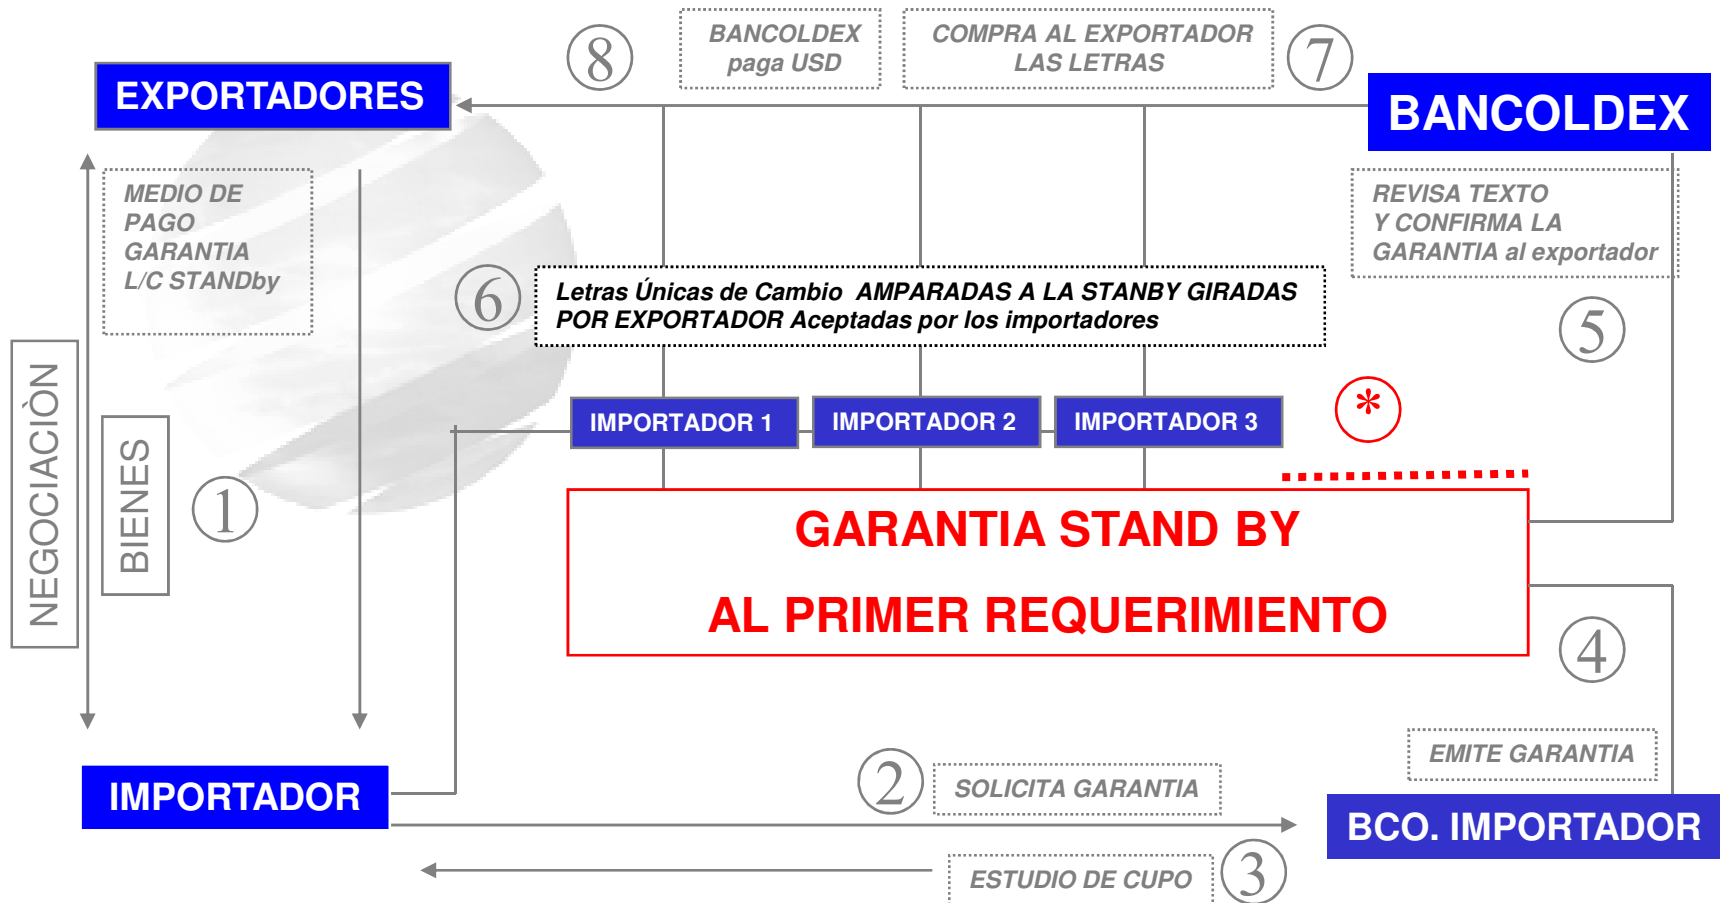 8
BANCOLDEX
paga USD
COMPRA AL EXPORTADOR
LAS LETRAS
7
EXPORTADORES
BANCOLDEX
MEDIO DE
PAGO
GARANTIA
L/C STANDby
REVISA TEXTO
Y CONFIRMA LA
GARANTIA al exportador
6
Letras Únicas de Cambio AMPARADAS A LA STANBY GIRADAS
POR EXPORTADOR Aceptadas por los importadores
5
NEGOCIACIÒN
BIENES
1
IMPORTADOR 1
IMPORTADOR 2
IMPORTADOR 3
*
GARANTIA STAND BY
AL PRIMER REQUERIMIENTO
4
EMITE GARANTIA
IMPORTADOR
2
SOLICITA GARANTIA
BCO. IMPORTADOR
ESTUDIO DE CUPO
3